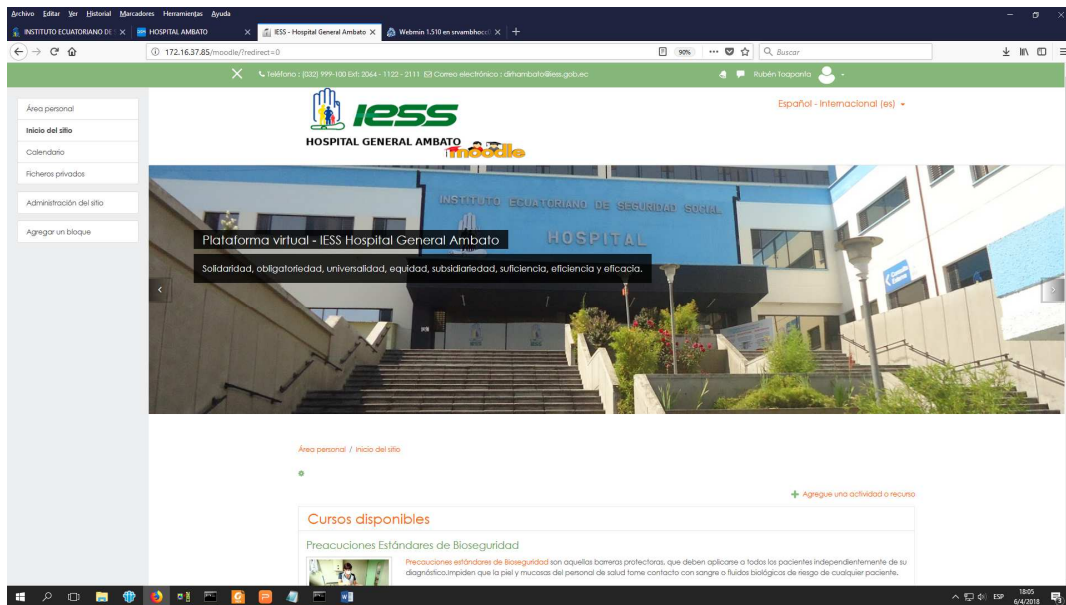 Archivo Editar Ver Historial Marcadores Herramientas Ayuda
INSTITUTO ECUATORIANO DE
HOSPITAL AMBATO
IESS - Hospital General Ambato
Webmin 1.510 en srvambhocc
172.16.37.85/moodle/?redirect=0
90%
Buscar
Teléfono : (032) 999-100 Ext: 2064 - 1122 - 2111 Correo electrónico : dirhambato@iess.gob.ec
Rubén Toaponta
Área personal
Inicio del sitio
Calendario
Ficheros privados
Administración del sitio
Agregar un bloque
IESS
HOSPITAL GENERAL AMBATO
moodle
Español - Internacional (es)
INSTITUTO ECUATORIANO DE SEGURIDAD SOCIAL
HOSPITAL
Plataforma virtual - IESS Hospital General Ambato
Solidaridad, obligatoriedad, universalidad, equidad, subsidiariedad, suficiencia, eficiencia y eficacia.
Consulta Externa
Área personal / Inicio del sitio
Agregue una actividad o recurso
Cursos disponibles
Preacuciones Estándares de Bioseguridad
Precauciones estándares de Bioseguridad son aquellas barreras protectoras, que deben aplicarse a todos los pacientes independientemente de su
diagnóstico.Impiden que la piel y mucosas del personal de salud tome contacto con sangre o fluidos biológicos de riesgo de cualquier paciente.
ESP
18:05
6/4/2018